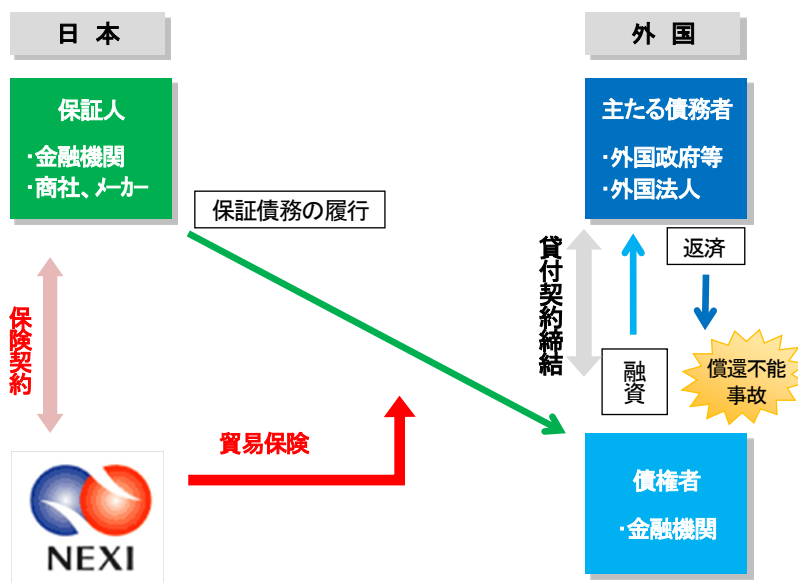 日 本
外 国
保証人
・金融機関
・商社、ﾒｰｶｰ
主たる債務者
・外国政府等
・外国法人
保証債務の履行
返済
貸付契約締結
保険契約
融資
償還不能
事故
貿易保険
債権者
・金融機関
NEXI